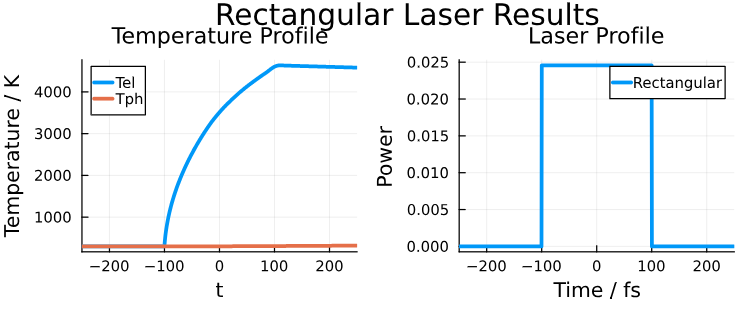 Rectangular Laser Results
Temperature Profile
Temperature / K
4000
3000
2000
1000
Tel
Tph
−200 −100 0 100 200
t
Laser Profile
Power
0.025
0.020
0.015
0.010
0.005
0.000
Rectangular
−200 −100 0 100 200
Time / fs